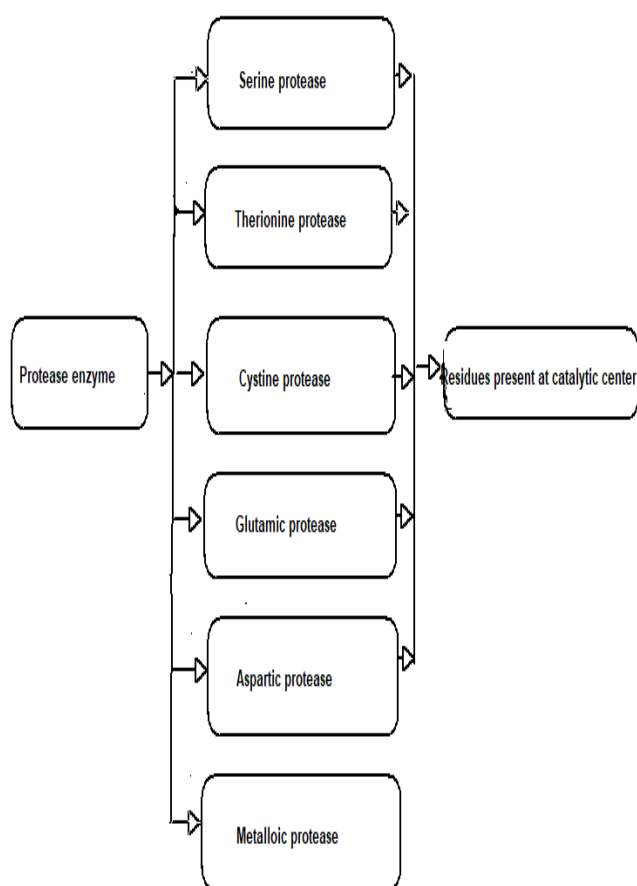 Serine protease
Therionine protease
Protease enzyme
Cystine protease
Residues present at catalytic center
Glutamic protease
Aspartic protease
Metalloic protease